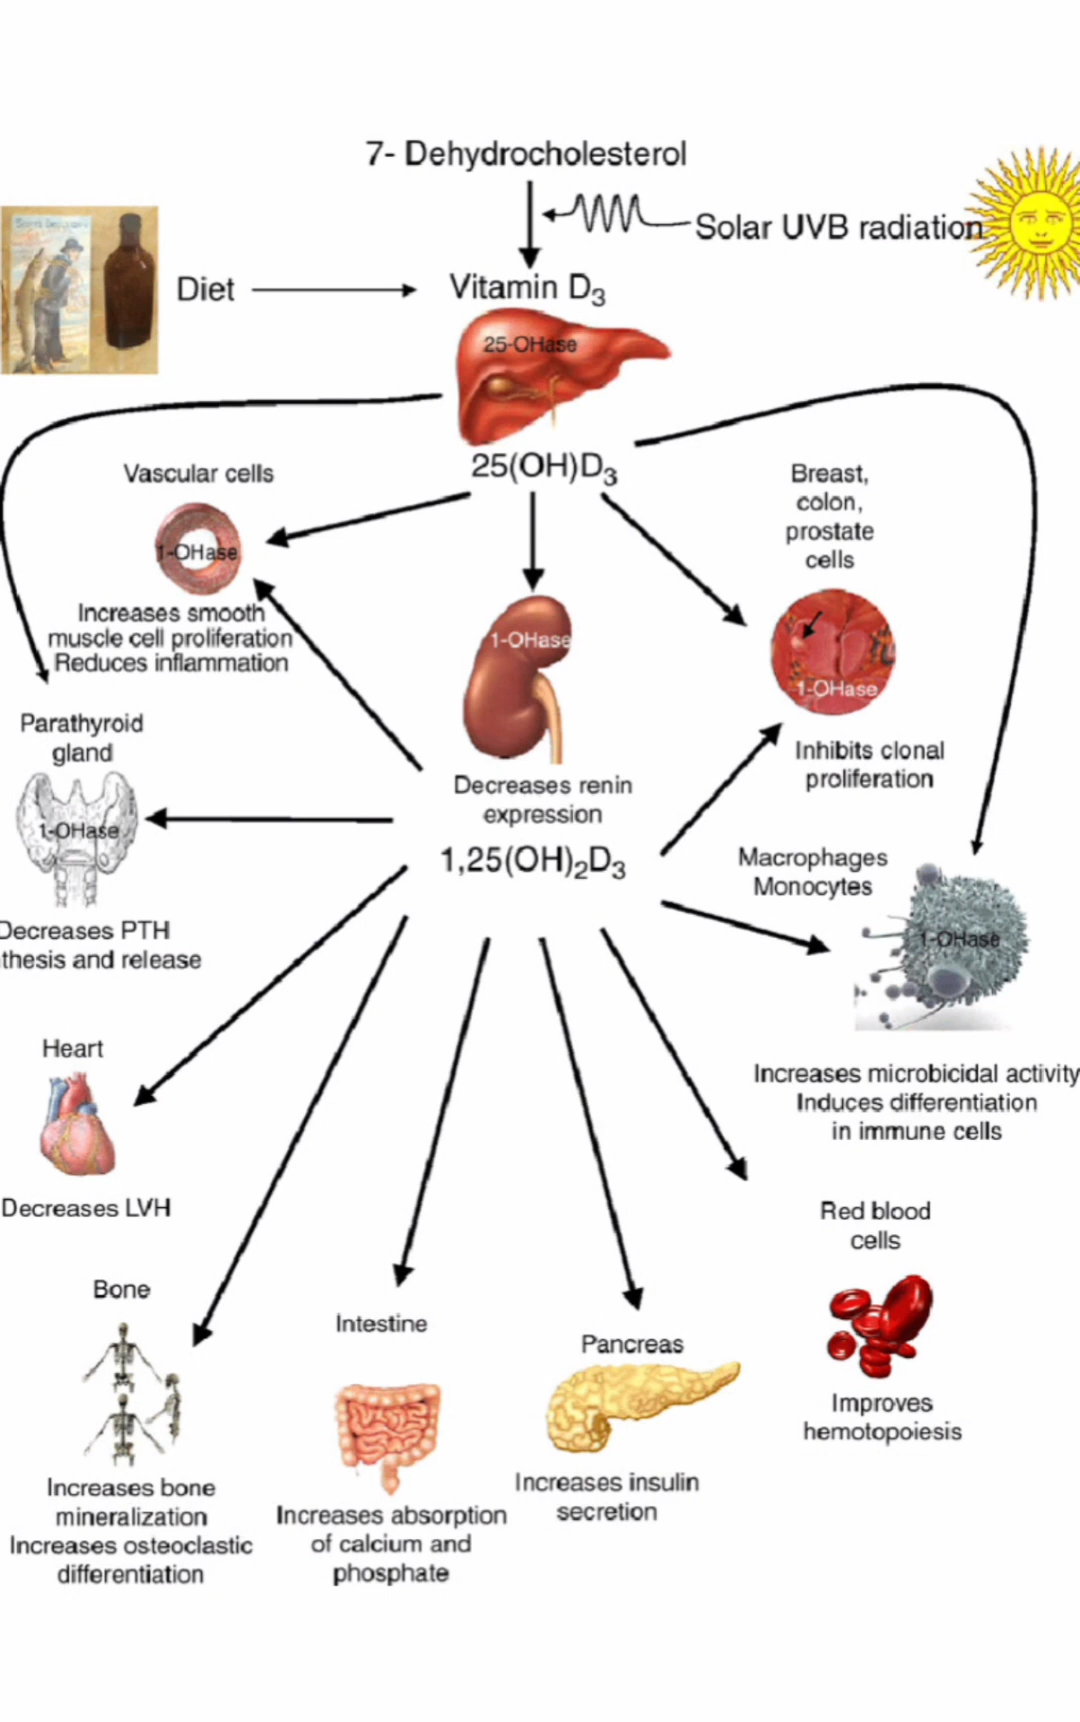 7- Dehydrocholesterol
Solar UVB radiation
Diet
Vitamin D3
25-OHase
25(OH)D3
Vascular cells
1-OHase
Increases smooth
muscle cell proliferation
Reduces inflammation
Breast,
colon,
prostate
cells
1-OHase
Inhibits clonal
proliferation
1-OHase
Decreases renin
expression
1,25(OH)2D3
Parathyroid
gland
1-OHase
Decreases PTH
thesis and release
Macrophages
Monocytes
1-OHase
Increases microbicidal activity
Induces differentiation
in immune cells
Heart
Decreases LVH
Red blood
cells
Improves
hemotopoiesis
Bone
Increases bone
mineralization
Increases osteoclastic
differentiation
Intestine
Increases absorption
of calcium and
phosphate
Pancreas
Increases insulin
secretion